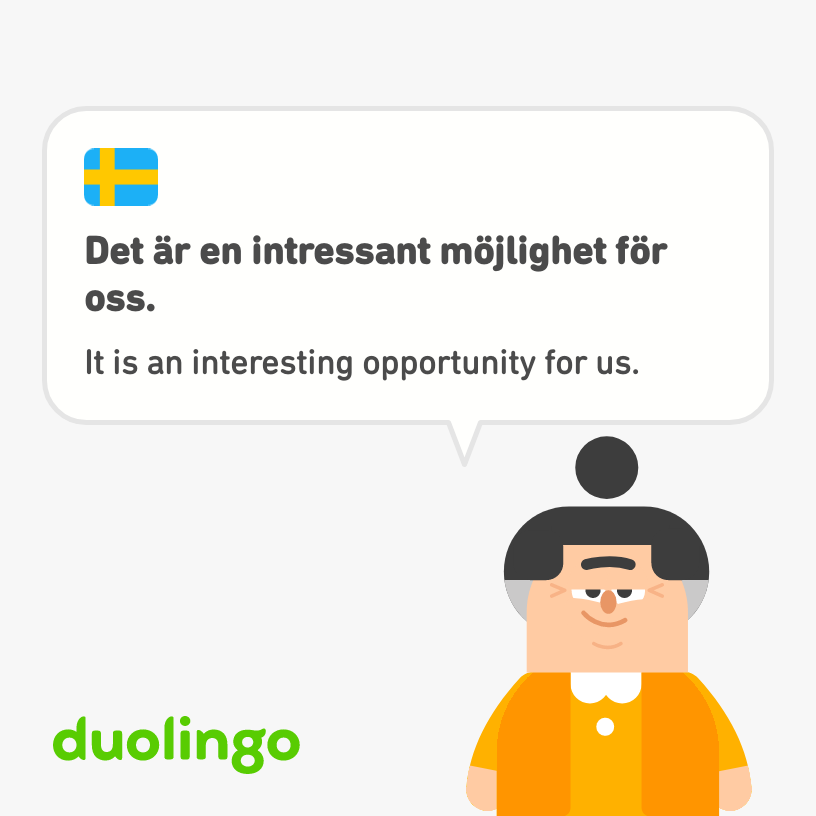 Det är en intressant möjlighet för
oss.
It is an interesting opportunity for us.
duolingo